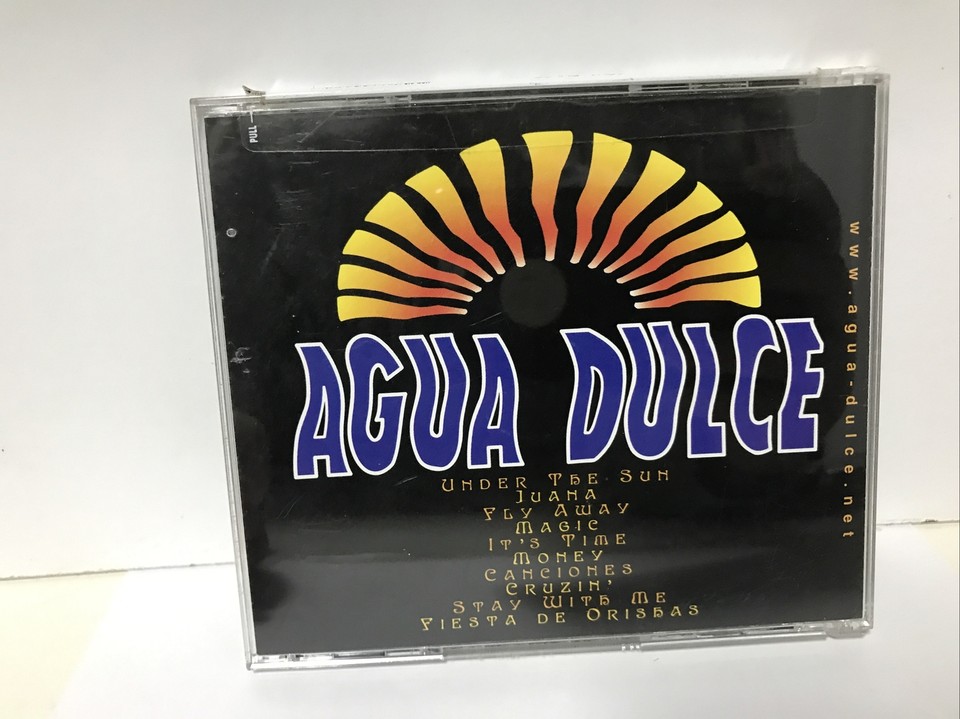 PULL
AGUA DULCE
UNDER THE SUN
JUANA
FLY AWAY
MAGIC
IT'S TIME
MONEY
CANCIONES
CRUZIN'
STAY WITH ME
FIESTA DE ORISHAS
www.agua-dulce.net